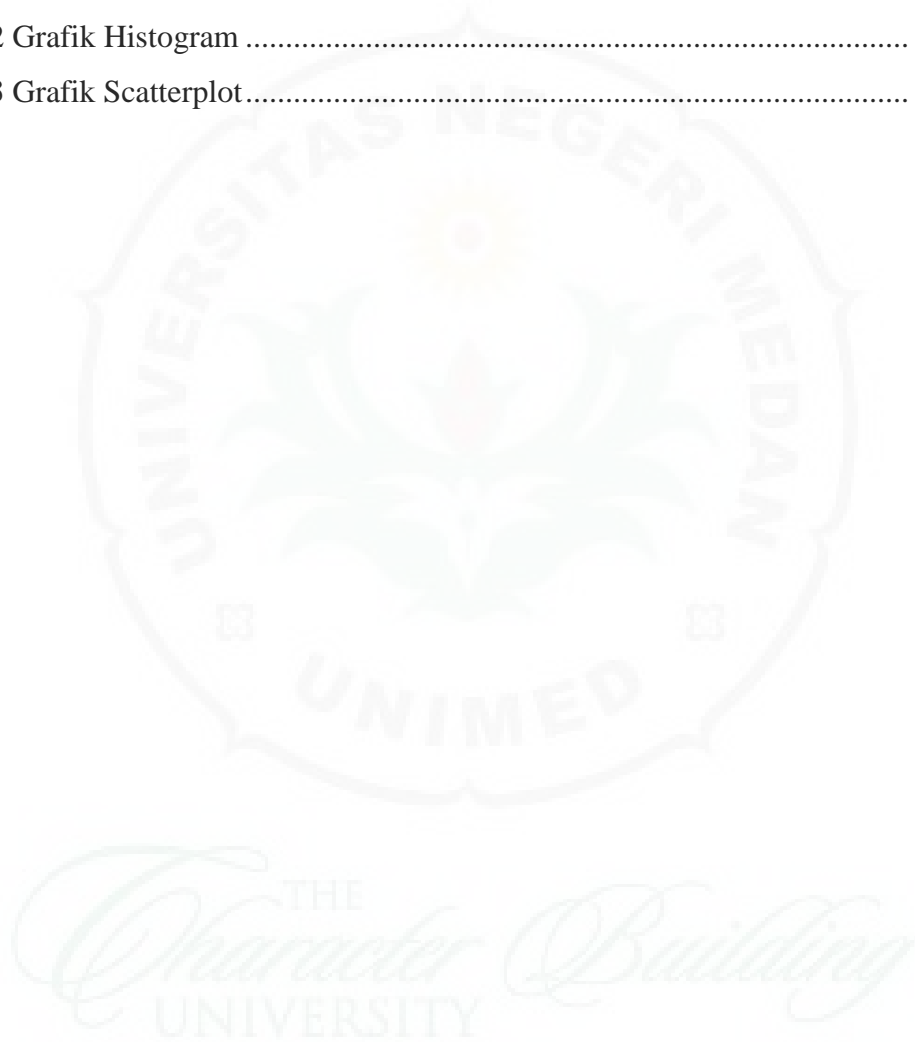 2 Grafik Histogram ...................................................................................
3 Grafik Scatterplot...................................................................................
UNIVERSITAS NEGERI MEDAN
UNIMED
THE
Character Building
UNIVERSITY